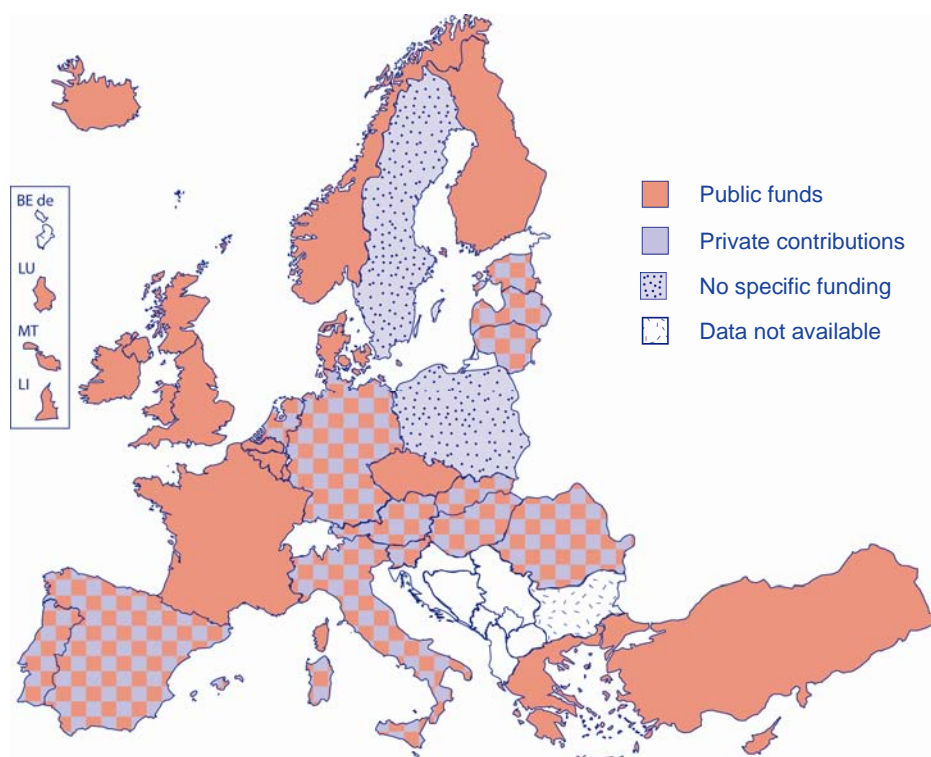 BE de
LU
MT
LI
Public funds
Private contributions
No specific funding
Data not available